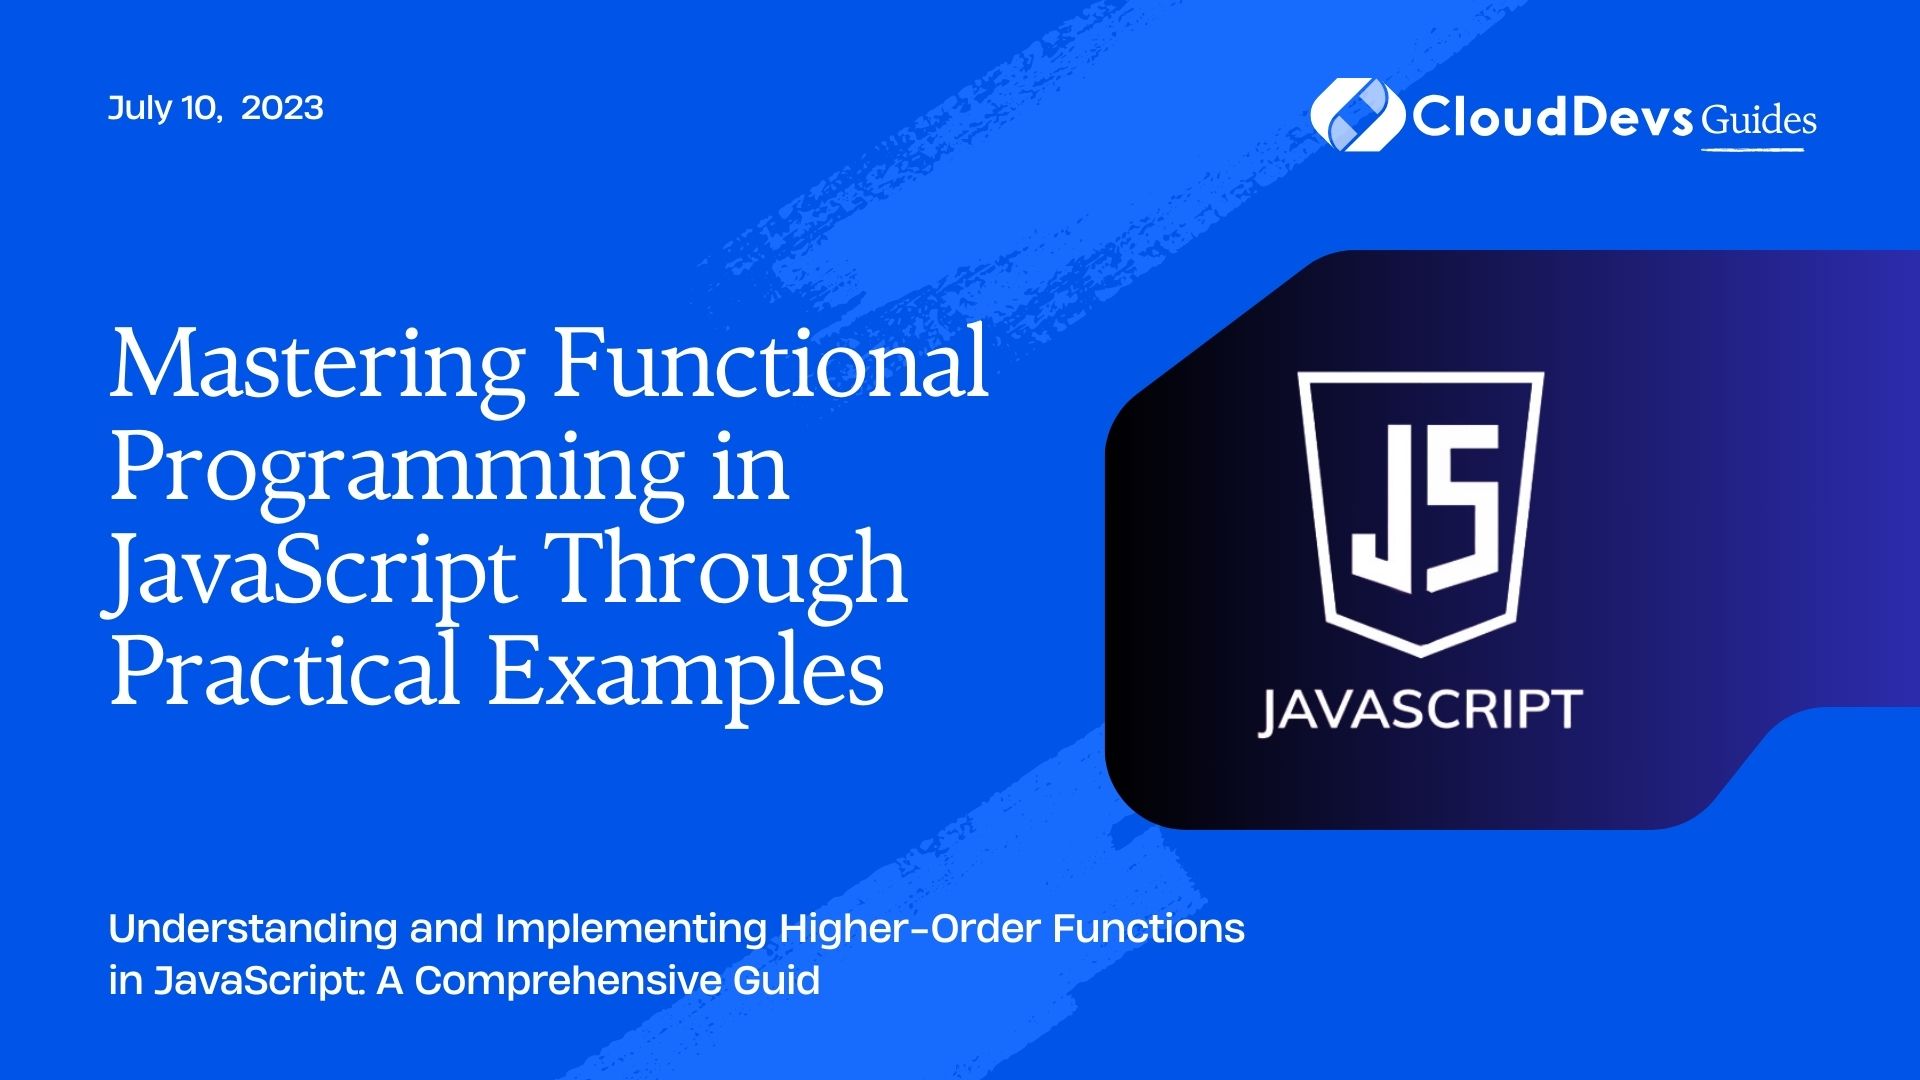 July 10, 2023
CloudDevs Guides
Mastering Functional
Programming in
JavaScript Through
Practical Examples
JS
JAVASCRIPT
Understanding and Implementing Higher-Order Functions
in JavaScript: A Comprehensive Guid